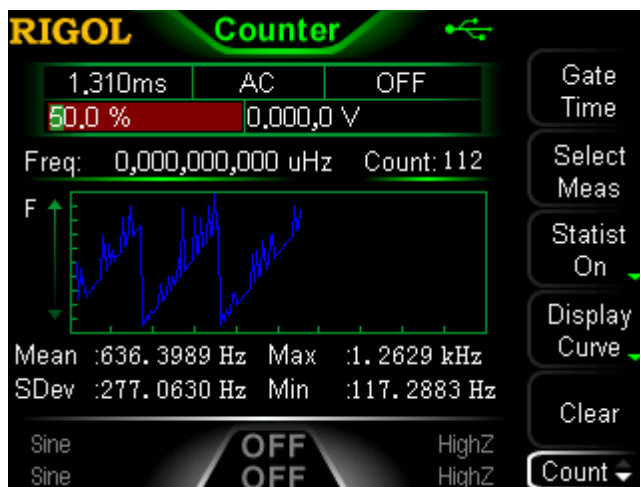 RIGOL Counter
1.310ms AC OFF
50.0 % 0.000,0 V
Freq: 0,000,000,000 uHz Count: 112
F
Mean :636.3989 Hz Max :1.2629 kHz
SDev :277.0630 Hz Min :117.2883 Hz
Sine OFF HighZ
Sine OFF HighZ
Gate
Time
Select
Meas
Statist
On
Display
Curve
Clear
Count